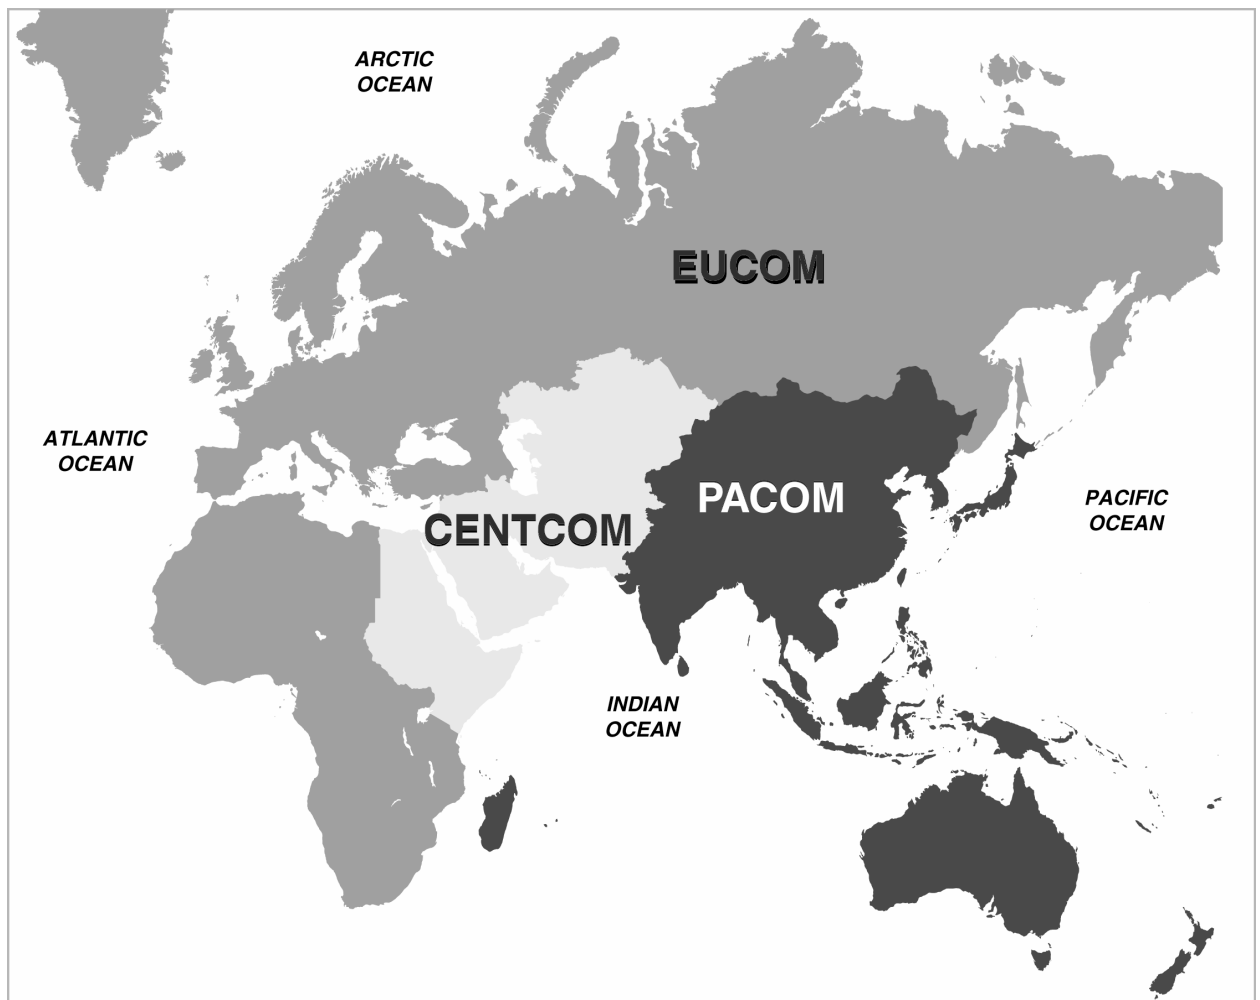 ARCTIC
OCEAN
EUCOM
ATLANTIC
OCEAN
PACOM
PACIFIC
OCEAN
CENTCOM
INDIAN
OCEAN